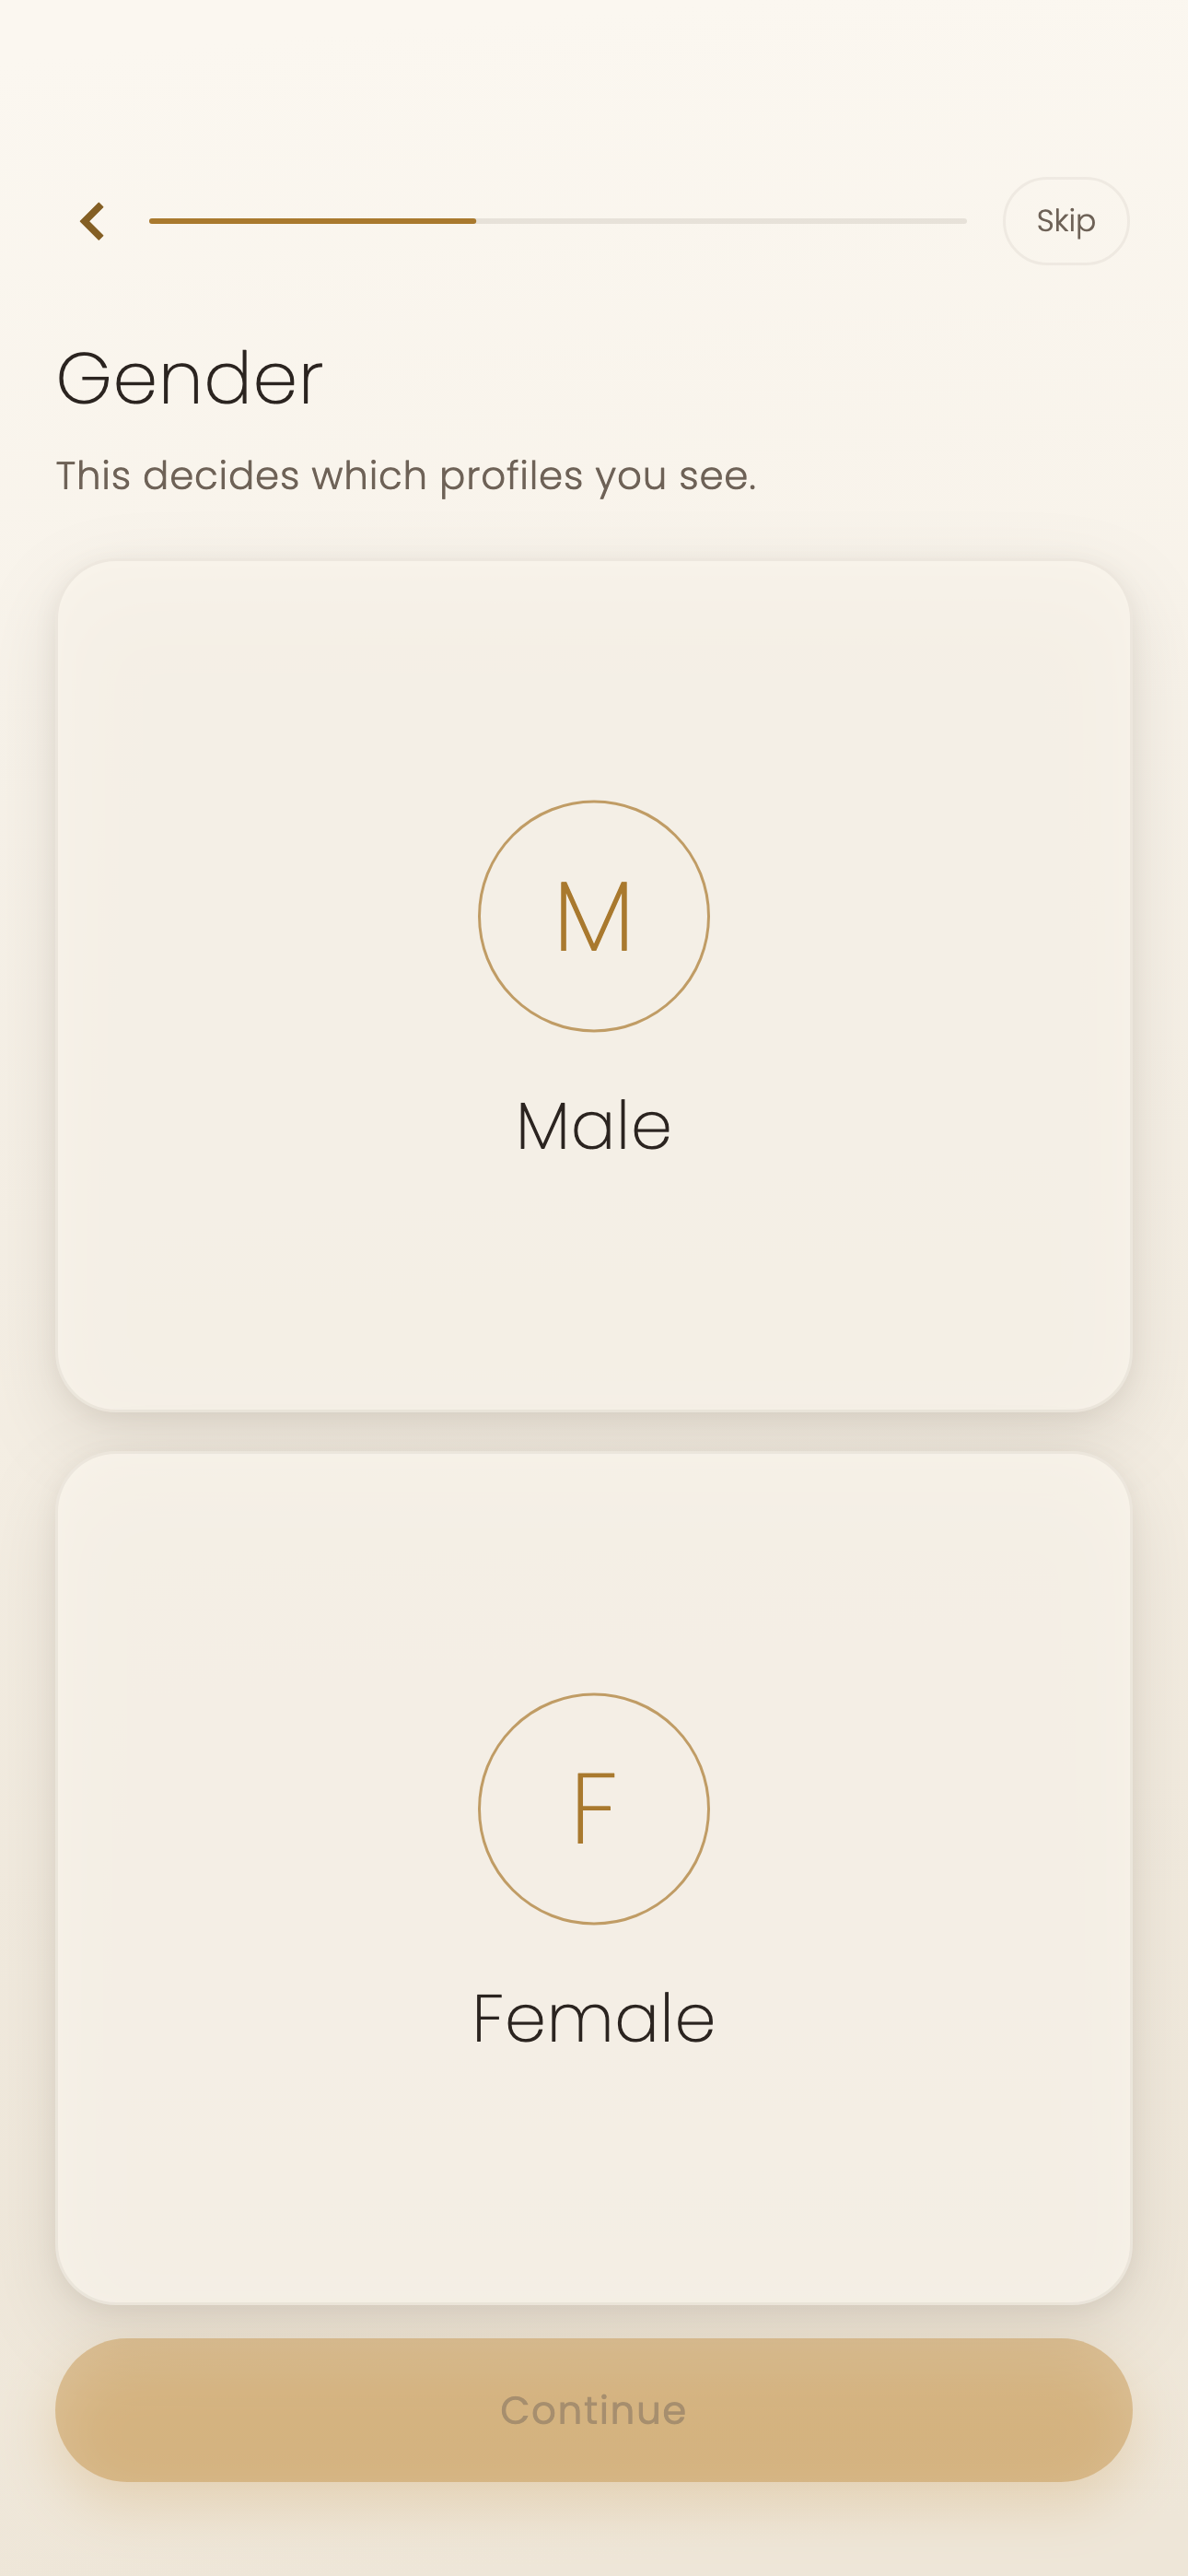 Skip
Gender
This decides which profiles you see.
M
Male
F
Female
Continue